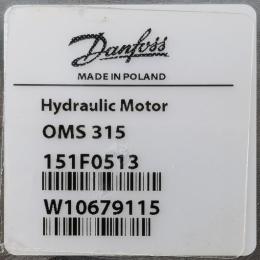 Danfoss
MADE IN POLAND
Hydraulic Motor
OMS 315
151F0513
W10679115